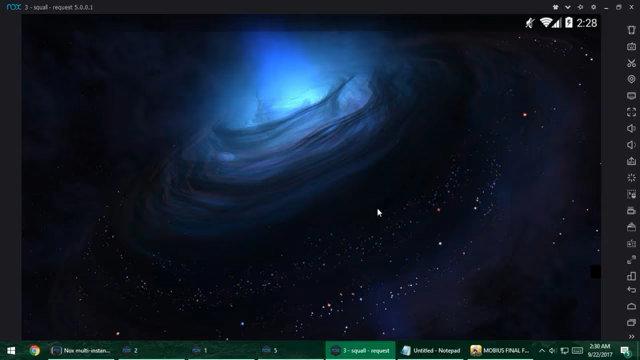 nox 3 - squall - request 5.0.0.1
2:28
Nox multi-instan...
2
1
5
3 - squall - request
Untitled - Notepad
MOBIUS FINAL F...
2:30 AM
9/22/2017